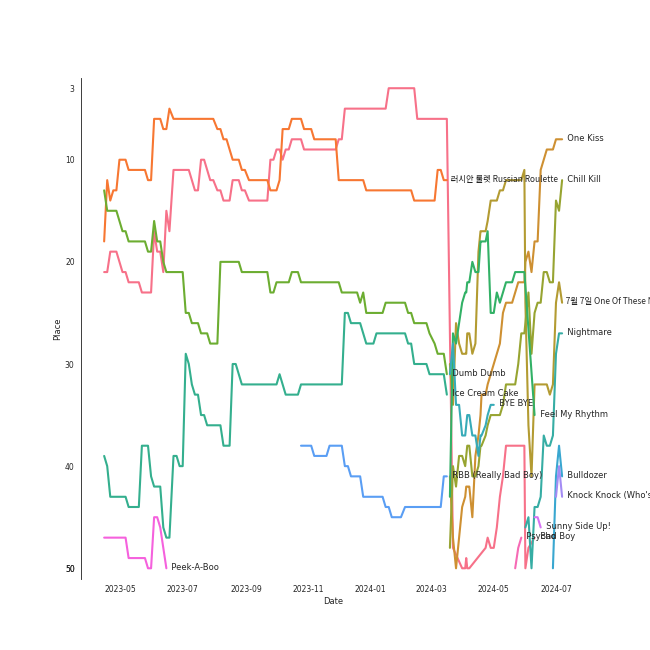 3
One Kiss
10
러시안 룰렛 Russian Roulette
Chill Kill
20
7월 7일 One Of These
Place
30
Nightmare
Dumb Dumb
Ice Cream Cake
BYE BYE
Feel My Rhythm
40
RBB (Really Bad Boy)
Bulldozer
Knock Knock (Who's
Sunny Side Up!
Psycho
Bad Boy
50
Peek-A-Boo
2023-05
2023-07
2023-09
2023-11
2024-01
2024-03
2024-05
2024-07
Date